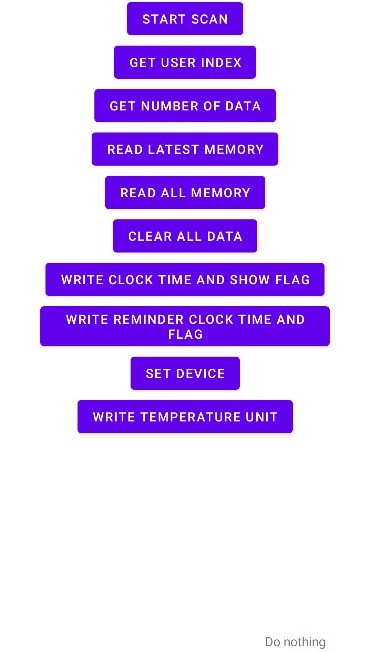 START SCAN
GET USER INDEX
GET NUMBER OF DATA
READ LATEST MEMORY
READ ALL MEMORY
CLEAR ALL DATA
WRITE CLOCK TIME AND SHOW FLAG
WRITE REMINDER CLOCK TIME AND
FLAG
SET DEVICE
WRITE TEMPERATURE UNIT
Do nothing